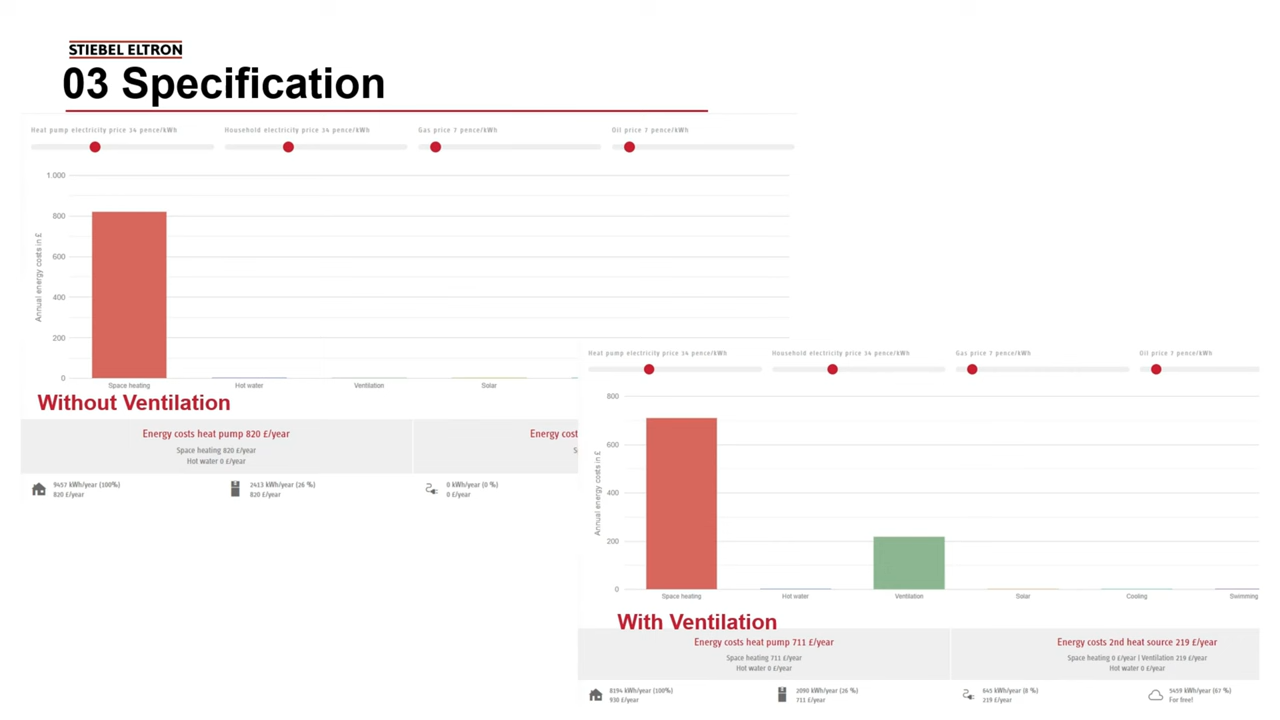 STIEBEL ELTRON
03 Specification
Heat pump electricity price 34 pence/kWh
Household electricity price 34 pence/kWh
Gas price 7 pence/kWh
Oil price 7 pence/kWh
1.000
800
600
400
200
0
Annual energy costs in £
Space heating
Hot water
Ventilation
Solar
Without Ventilation
Energy costs heat pump 820 £/year
Space heating 820 £/year
Hot water 0 £/year
Energy cost
S
9457 kWh/year (100%)
820 £/year
2413 kWh/year (26 %)
820 £/year
0 kWh/year (0 %)
0 £/year
Heat pump electricity price 34 pence/kWh
Household electricity price 34 pence/kWh
Gas price 7 pence/kWh
Oil price 7 pence/kWh
800
600
400
200
0
Annual energy costs in £
Space heating
Hot water
Ventilation
Solar
Cooling
Swimming
With Ventilation
Energy costs heat pump 711 £/year
Space heating 711 £/year
Hot water 0 £/year
Energy costs 2nd heat source 219 £/year
Space heating 0 £/year | Ventilation 219 £/year
Hot water 0 £/year
8194 kWh/year (100%)
930 £/year
2090 kWh/year (26 %)
711 £/year
645 kWh/year (8 %)
219 £/year
5459 kWh/year (67 %)
For free!